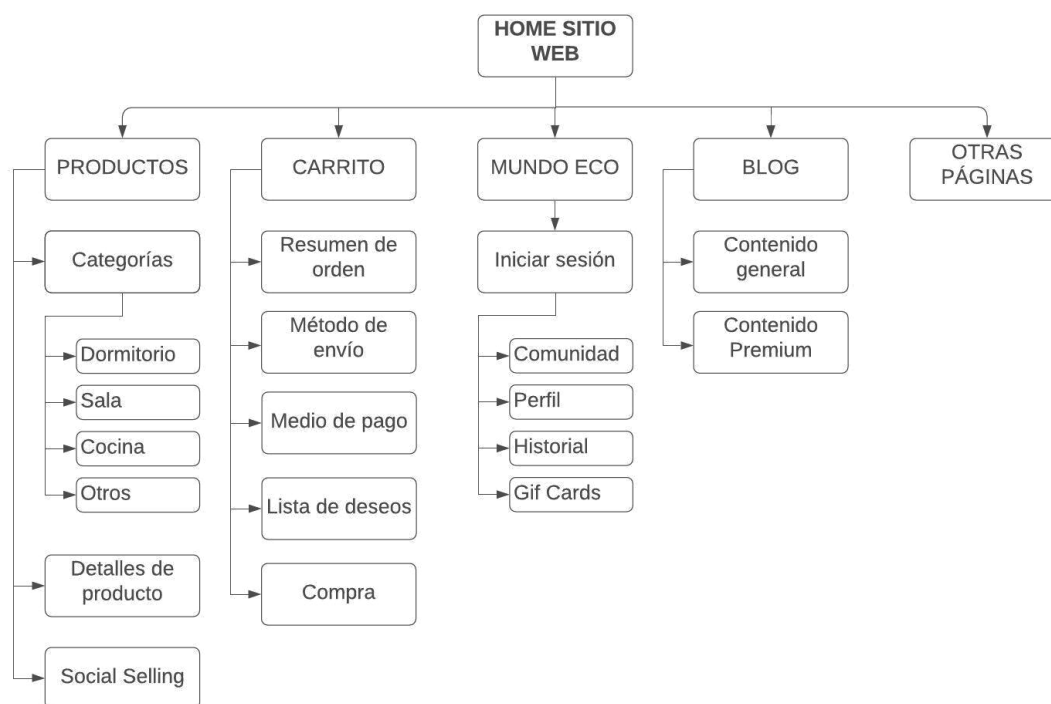 HOME SITIO
WEB
PRODUCTOS
CARRITO
MUNDO ECO
BLOG
OTRAS
PÁGINAS
Categorías
Dormitorio
Sala
Cocina
Otros
Detalles de
producto
Social Selling
Resumen de
orden
Método de
envío
Medio de pago
Lista de deseos
Compra
Iniciar sesión
Comunidad
Perfil
Historial
Gif Cards
Contenido
general
Contenido
Premium